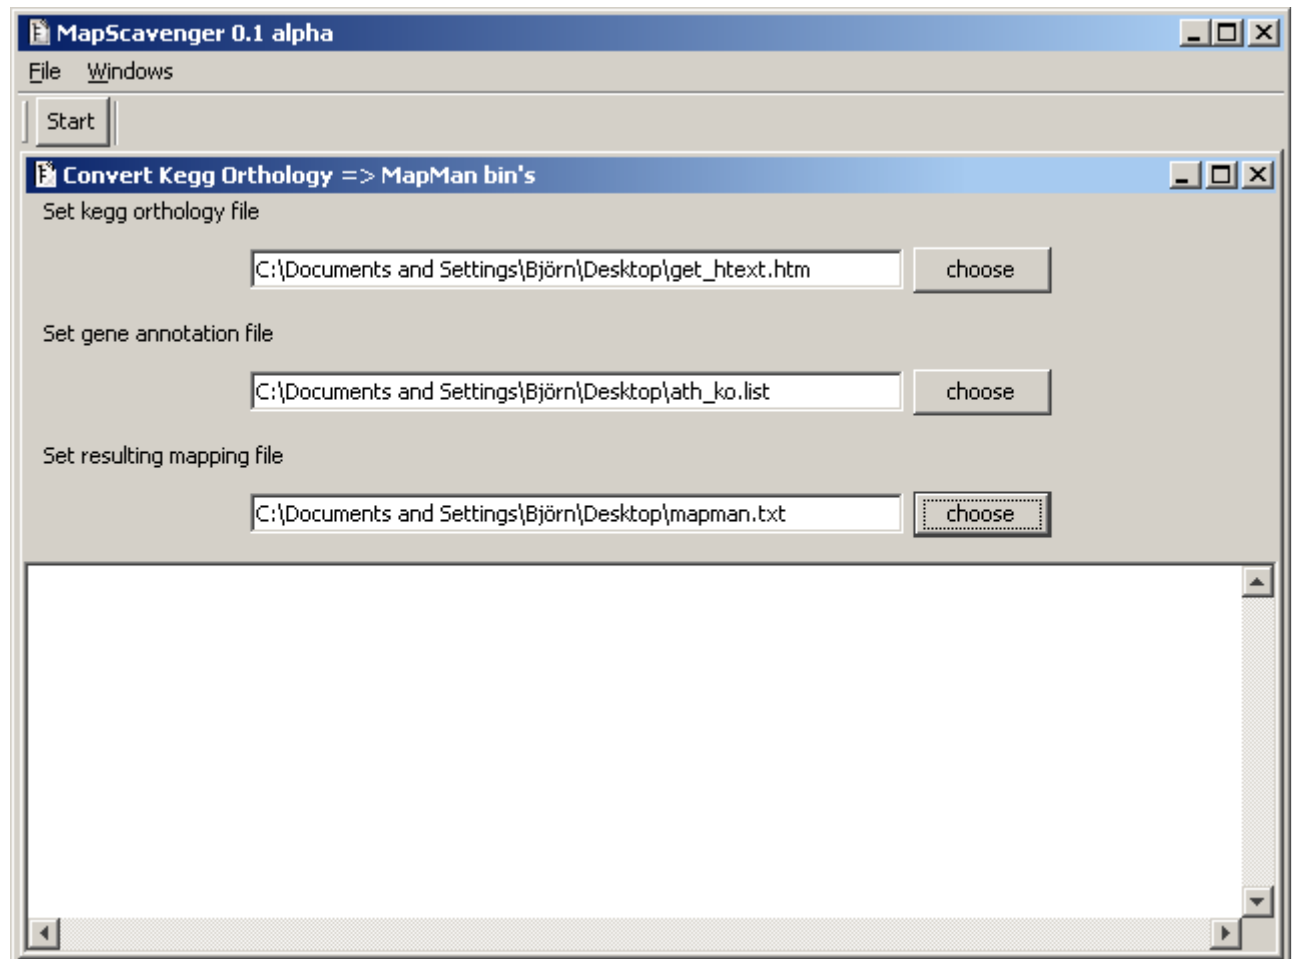 MapScavenger 0.1 alpha
File Windows
Start
Convert Kegg Orthology => MapMan bin's
Set kegg orthology file
C:\Documents and Settings\Björn\Desktop\get_htext.htm choose
Set gene annotation file
C:\Documents and Settings\Björn\Desktop\ath_ko.list choose
Set resulting mapping file
C:\Documents and Settings\Björn\Desktop\mapman.txt choose